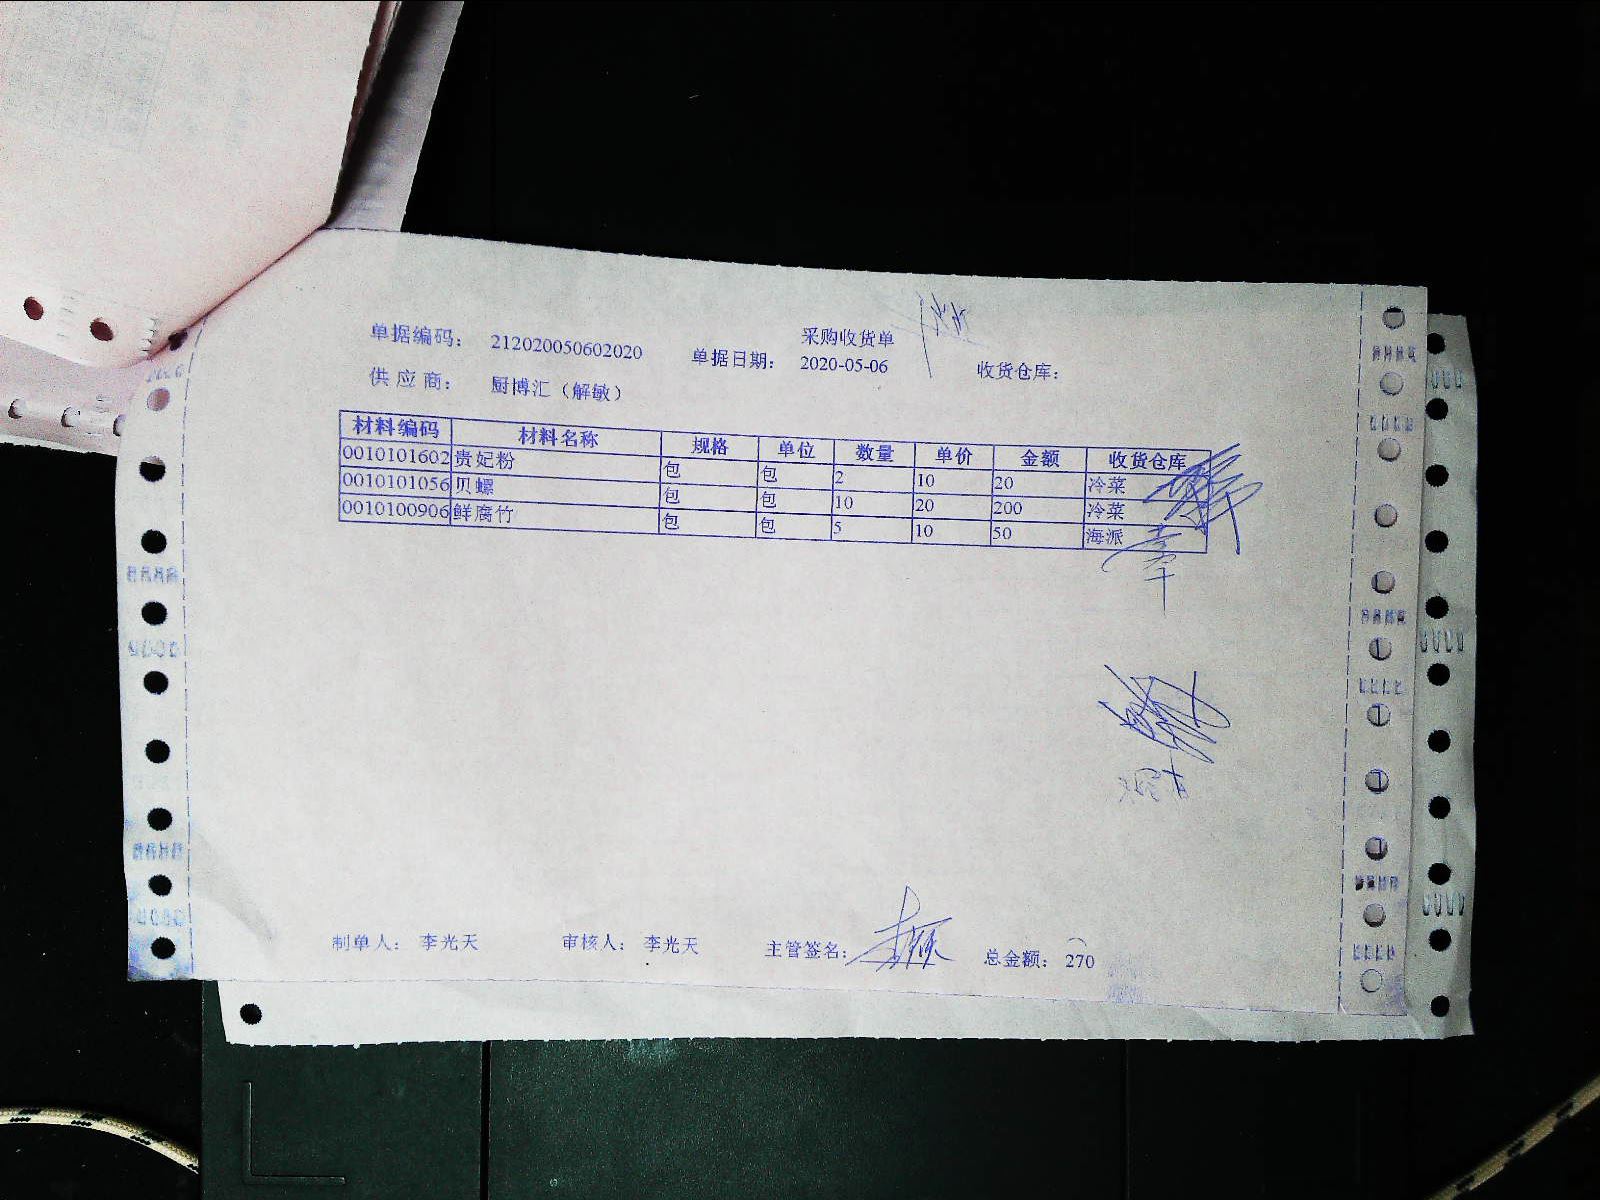 采购收货单
单据编码： 212020050602020 单据日期： 2020-05-06 收货仓库：
供应商： 厨博汇（解敏）
材料编码 材料名称 规格 单位 数量 单价 金额 收货仓库
0010101602 贵妃粉 包 包 2 10 20 冷菜
0010101056 贝螺 包 包 10 20 200 冷菜
0010100906 鲜腐竹 包 包 5 10 50 海派
制单人： 李光天 审核人： 李光天 主管签名： 总金额： 270